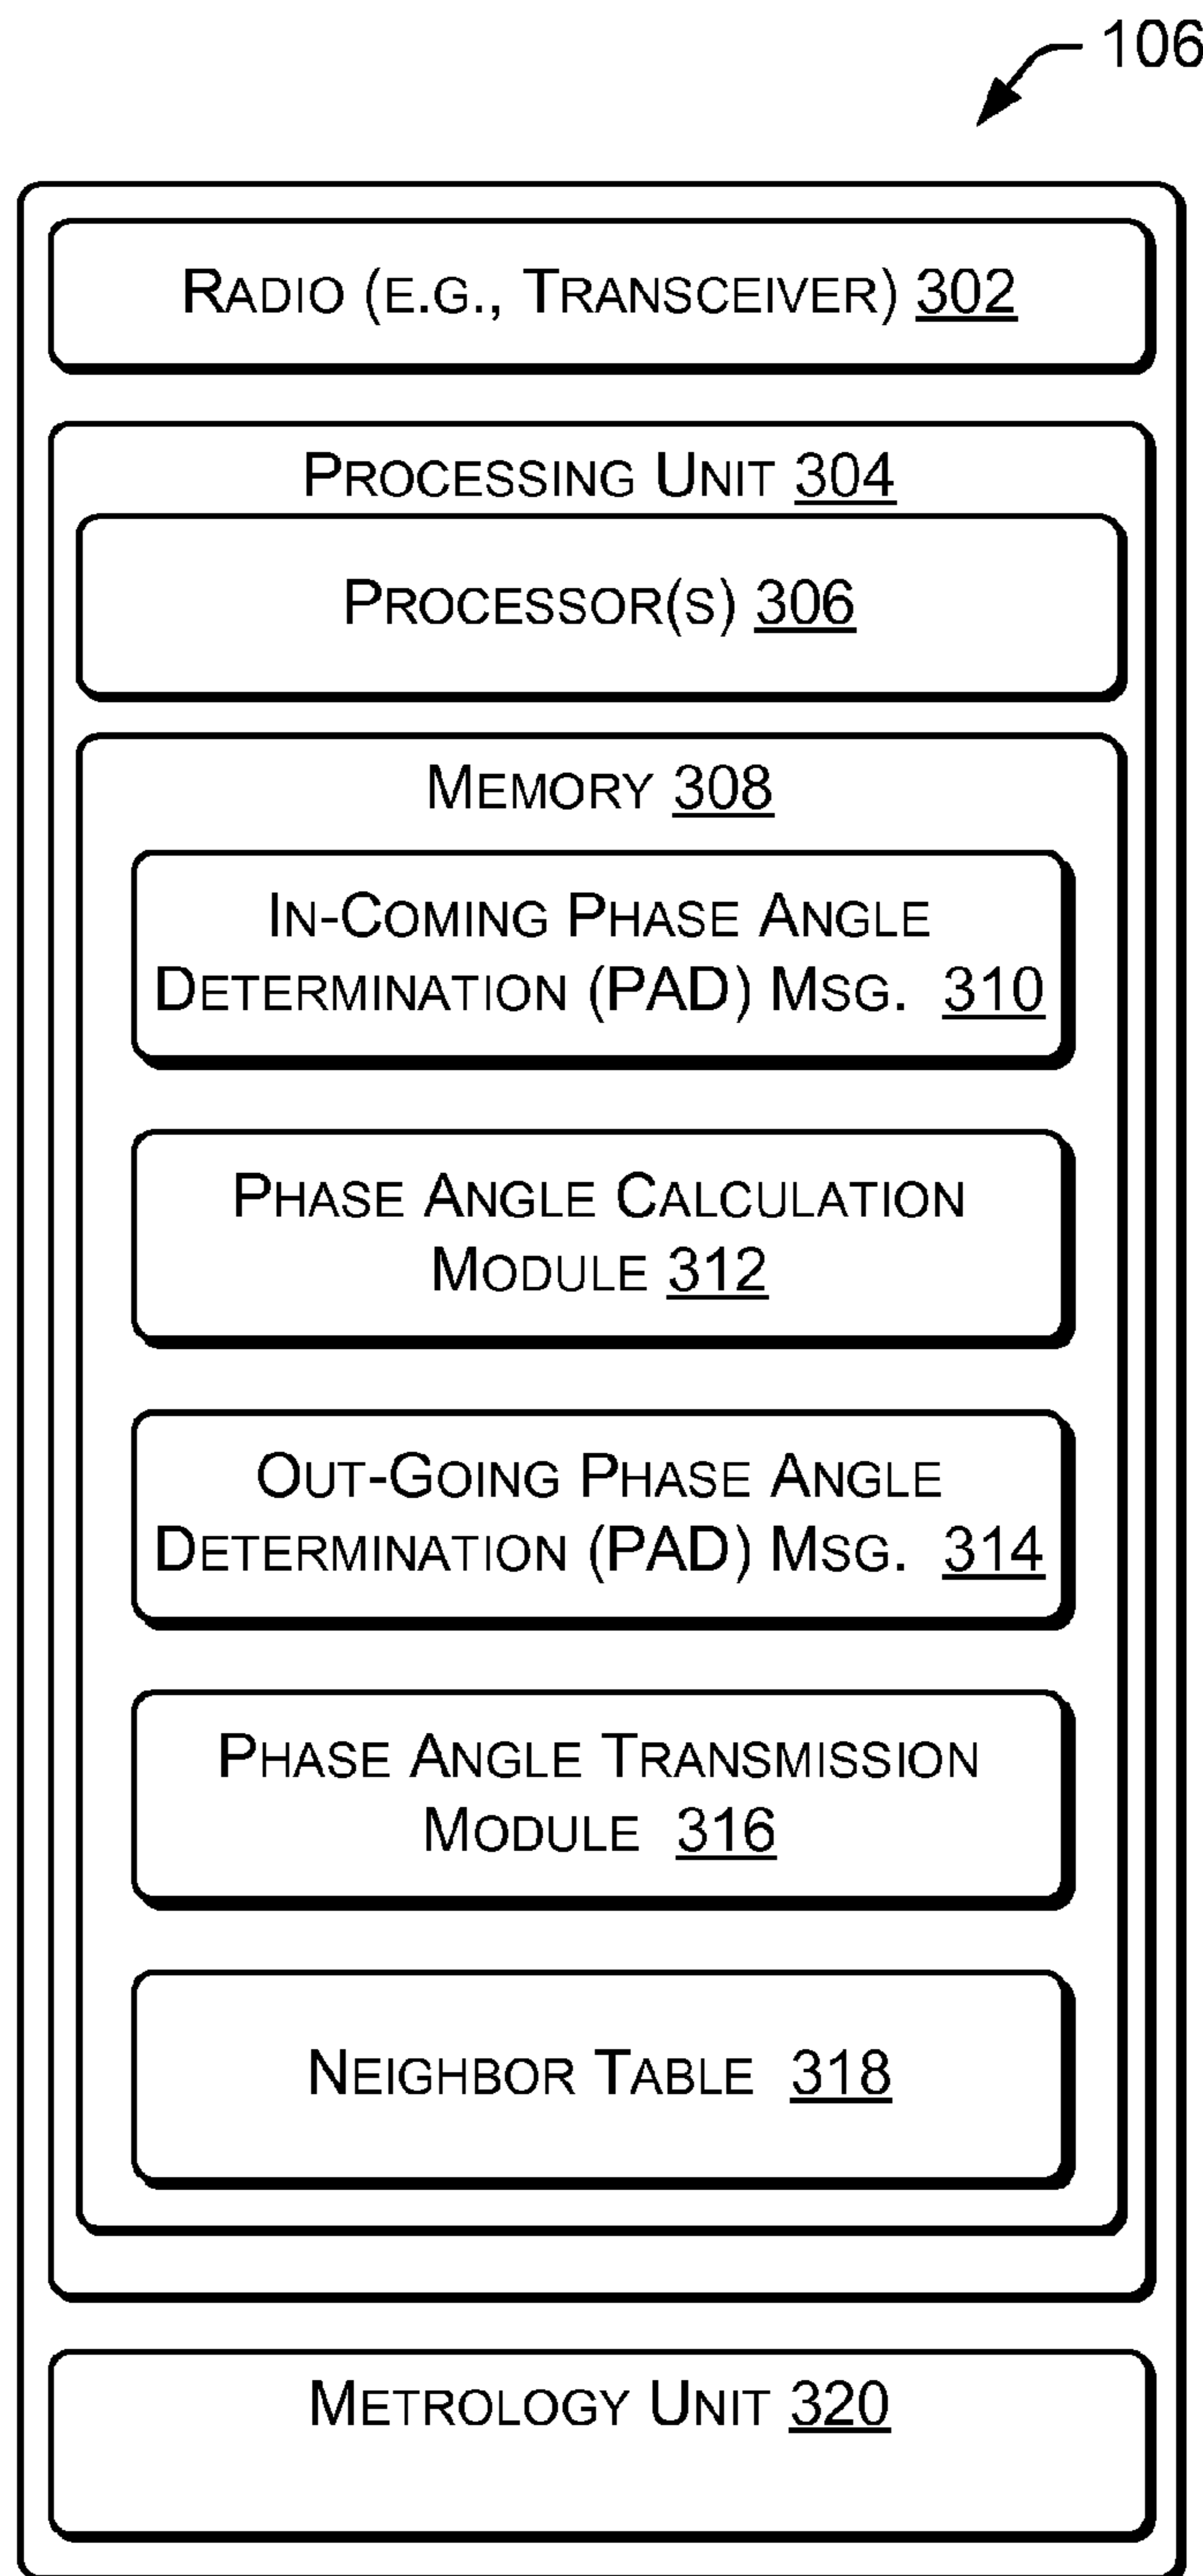 106
RADIO (E.G., TRANSCEIVER) 302
PROCESSING UNIT 304
PROCESSOR(S) 306
MEMORY 308
IN-COMING PHASE ANGLE
DETERMINATION (PAD) MSG. 310
PHASE ANGLE CALCULATION
MODULE 312
OUT-GOING PHASE ANGLE
DETERMINATION (PAD) MSG. 314
PHASE ANGLE TRANSMISSION
MODULE 316
NEIGHBOR TABLE 318
METROLOGY UNIT 320